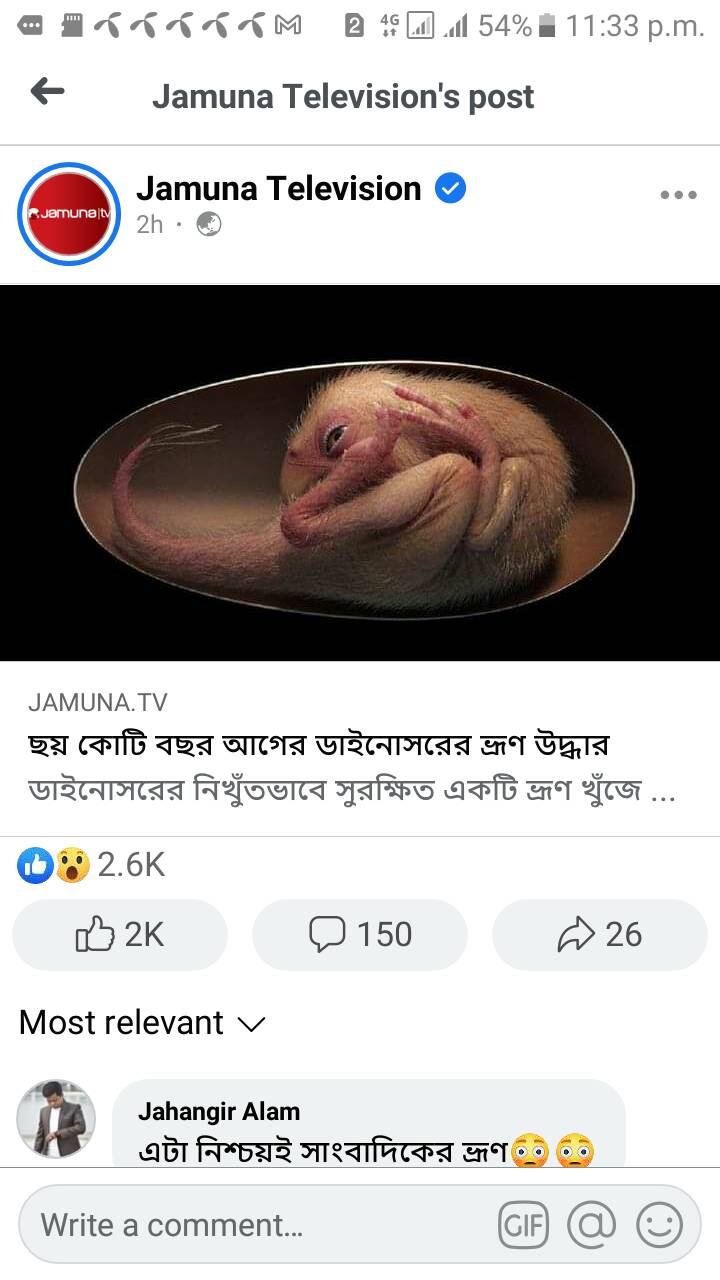 2 4G 54% 11:33 p.m.
Jamuna Television's post
Jamuna|tv
Jamuna Television
2h ·
JAMUNA.TV
ছয় কোটি বছর আগের ডাইনোসরের ভ্রূণ উদ্ধার
ডাইনোসরের নিখুঁতভাবে সুরক্ষিত একটি ভ্রূণ খুঁজে ...
2.6K
2K 150 26
Most relevant
Jahangir Alam
এটা নিশ্চয়ই সাংবাদিকের ভ্রূণ😳 😳
Write a comment... GIF @